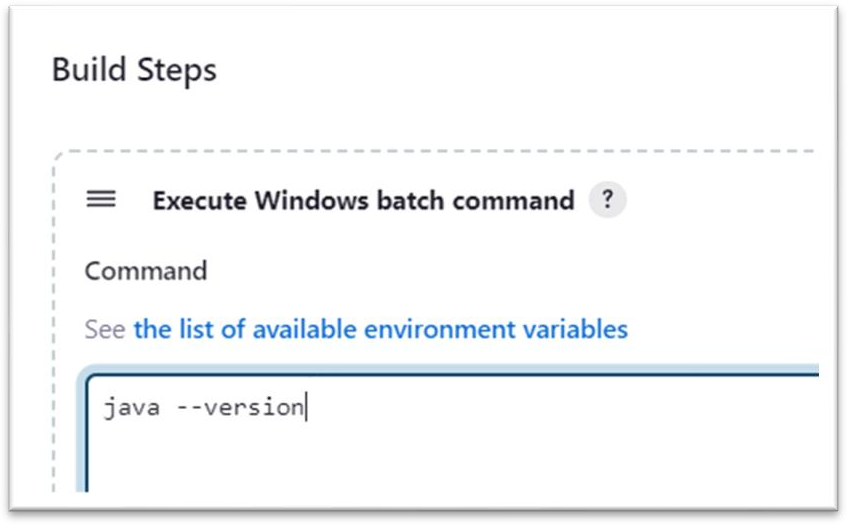 Build Steps
Execute Windows batch command ?
Command
See the list of available environment variables
java --version